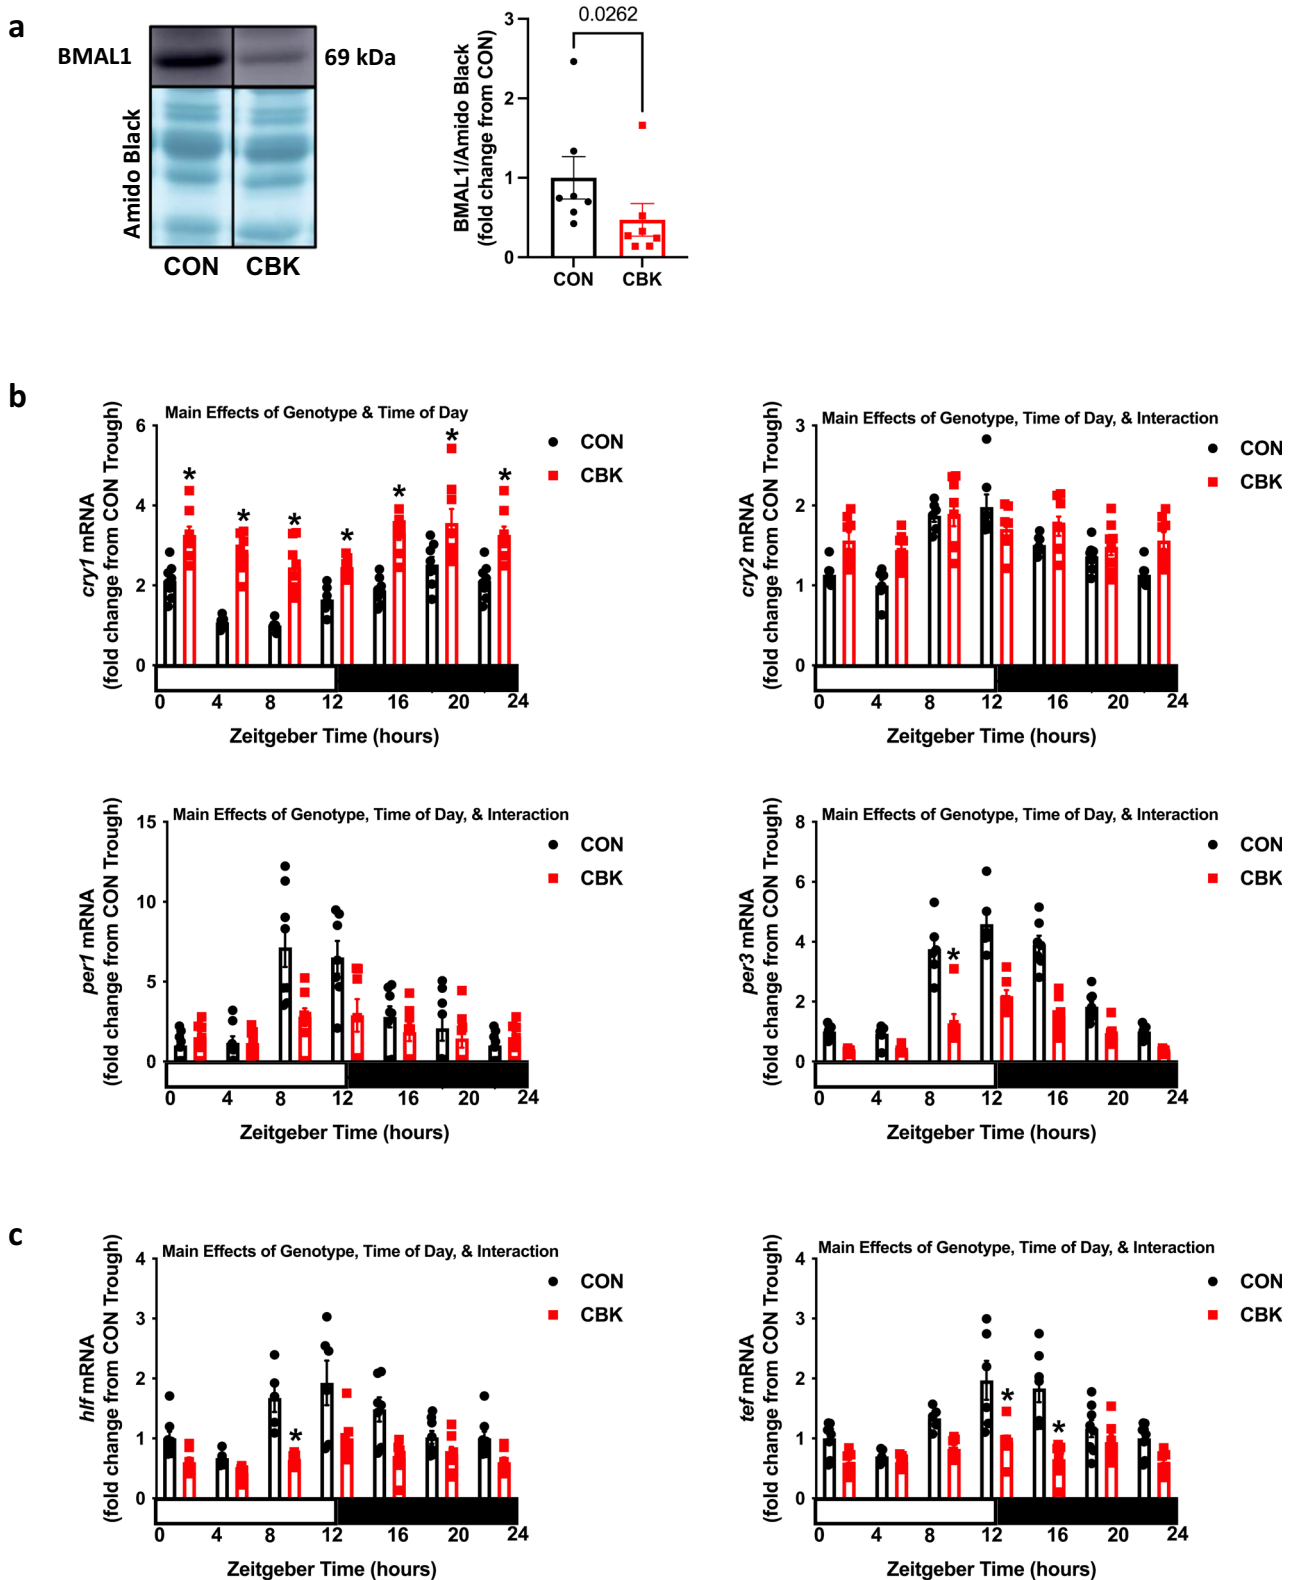 a
BMAL1
69 kDa
Amido Black
CON CBK
BMAL1/Amido Black
(fold change from CON)
3
2
1
0
0.0262
CON CBK
b
Main Effects of Genotype & Time of Day
cry1 mRNA
(fold change from CON Trough)
6
4
2
0
* * * * * * *
CON
CBK
0 4 8 12 16 20 24
Zeitgeber Time (hours)
Main Effects of Genotype, Time of Day, & Interaction
cry2 mRNA
(fold change from CON Trough)
3
2
1
0
CON
CBK
0 4 8 12 16 20 24
Zeitgeber Time (hours)
Main Effects of Genotype, Time of Day, & Interaction
per1 mRNA
(fold change from CON Trough)
15
10
5
0
CON
CBK
0 4 8 12 16 20 24
Zeitgeber Time (hours)
Main Effects of Genotype, Time of Day, & Interaction
per3 mRNA
(fold change from CON Trough)
8
6
4
2
0
*
CON
CBK
0 4 8 12 16 20 24
Zeitgeber Time (hours)
c
Main Effects of Genotype, Time of Day, & Interaction
hlf mRNA
(fold change from CON Trough)
4
3
2
1
0
*
CON
CBK
0 4 8 12 16 20 24
Zeitgeber Time (hours)
Main Effects of Genotype, Time of Day, & Interaction
tef mRNA
(fold change from CON Trough)
4
3
2
1
0
* *
CON
CBK
0 4 8 12 16 20 24
Zeitgeber Time (hours)